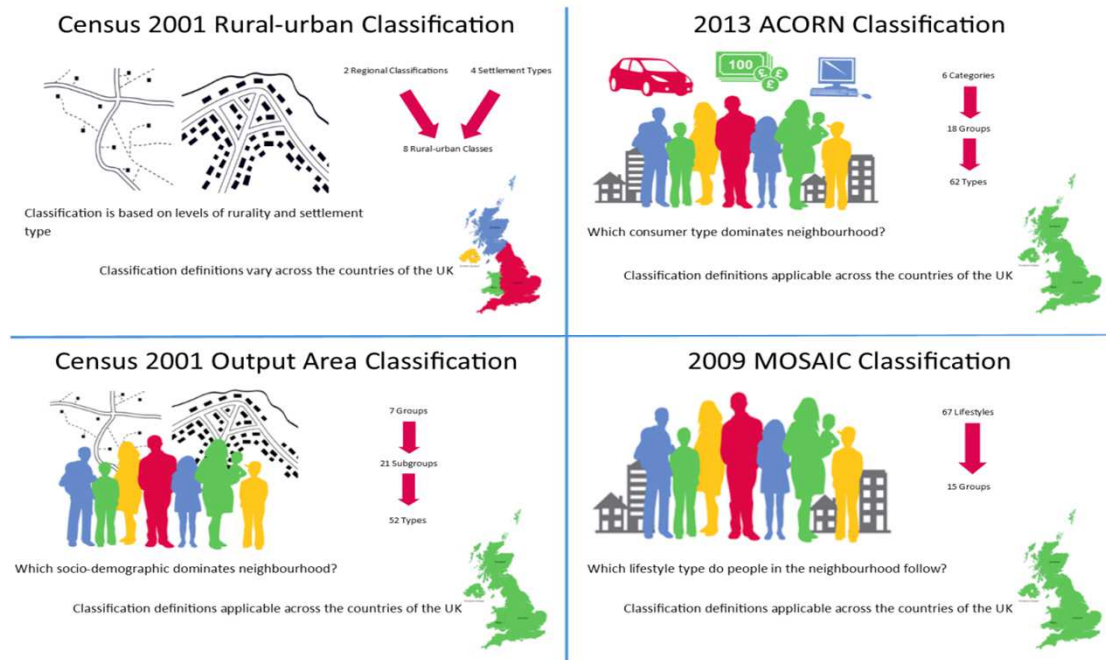 Census 2001 Rural-urban Classification
2 Regional Classifications
4 Settlement Types
8 Rural-urban Classes
Classification is based on levels of rurality and settlement
type
Classification definitions vary across the countries of the UK
2013 ACORN Classification
100
£
£
£
6 Categories
18 Groups
62 Types
Which consumer type dominates neighbourhood?
Classification definitions applicable across the countries of the UK
Census 2001 Output Area Classification
7 Groups
21 Subgroups
52 Types
Which socio-demographic dominates neighbourhood?
Classification definitions applicable across the countries of the UK
2009 MOSAIC Classification
67 Lifestyles
15 Groups
Which lifestyle type do people in the neighbourhood follow?
Classification definitions applicable across the countries of the UK